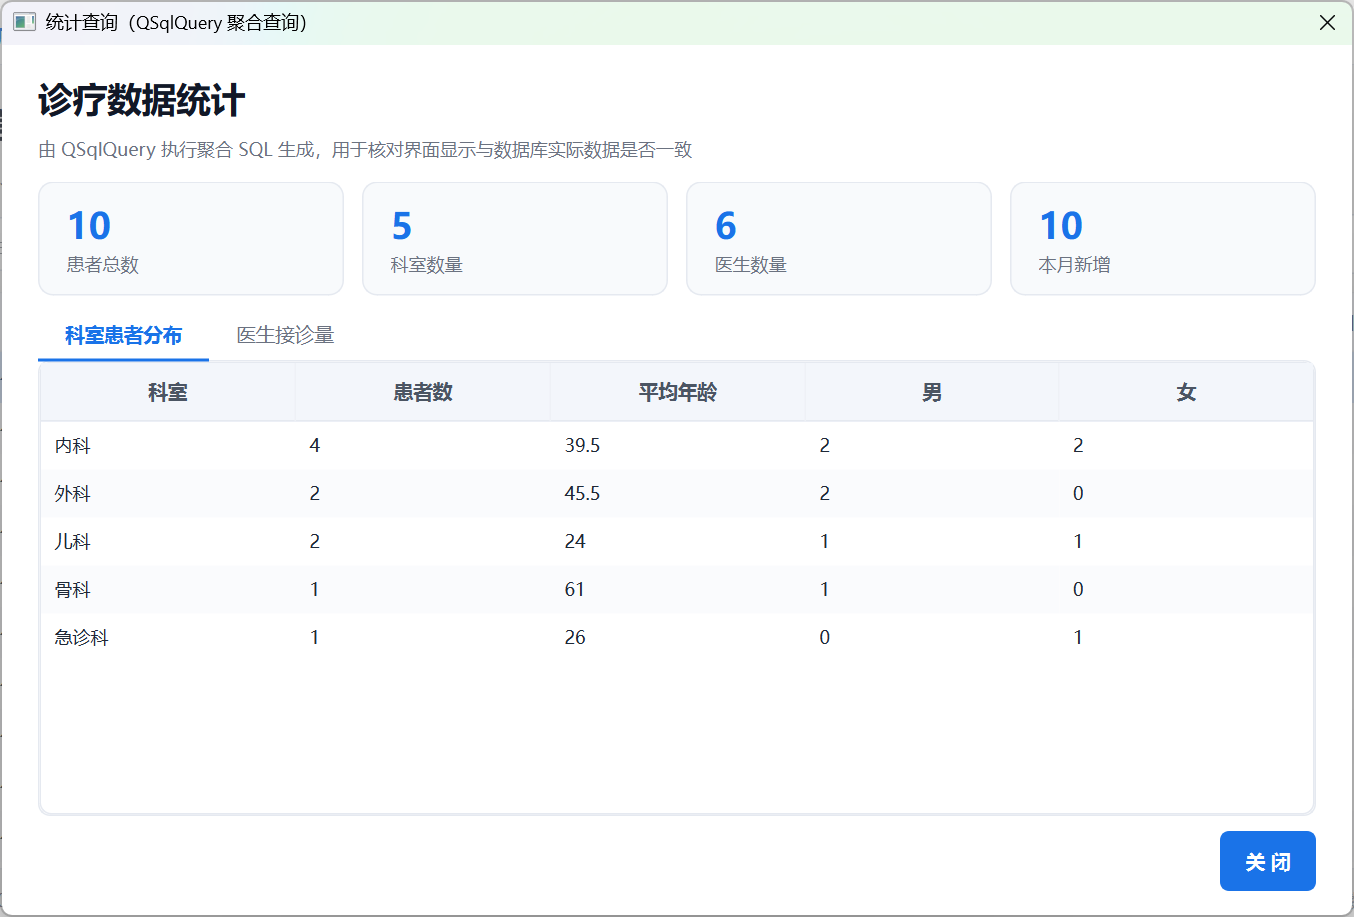 统计查询（QSqlQuery 聚合查询）
诊疗数据统计
由 QSqlQuery 执行聚合 SQL 生成，用于核对界面显示与数据库实际数据是否一致
10 5 6 10
患者总数 科室数量 医生数量 本月新增
科室患者分布 医生接诊量
科室 患者数 平均年龄 男 女
内科 4 39.5 2 2
外科 2 45.5 2 0
儿科 2 24 1 1
骨科 1 61 1 0
急诊科 1 26 0 1
关 闭